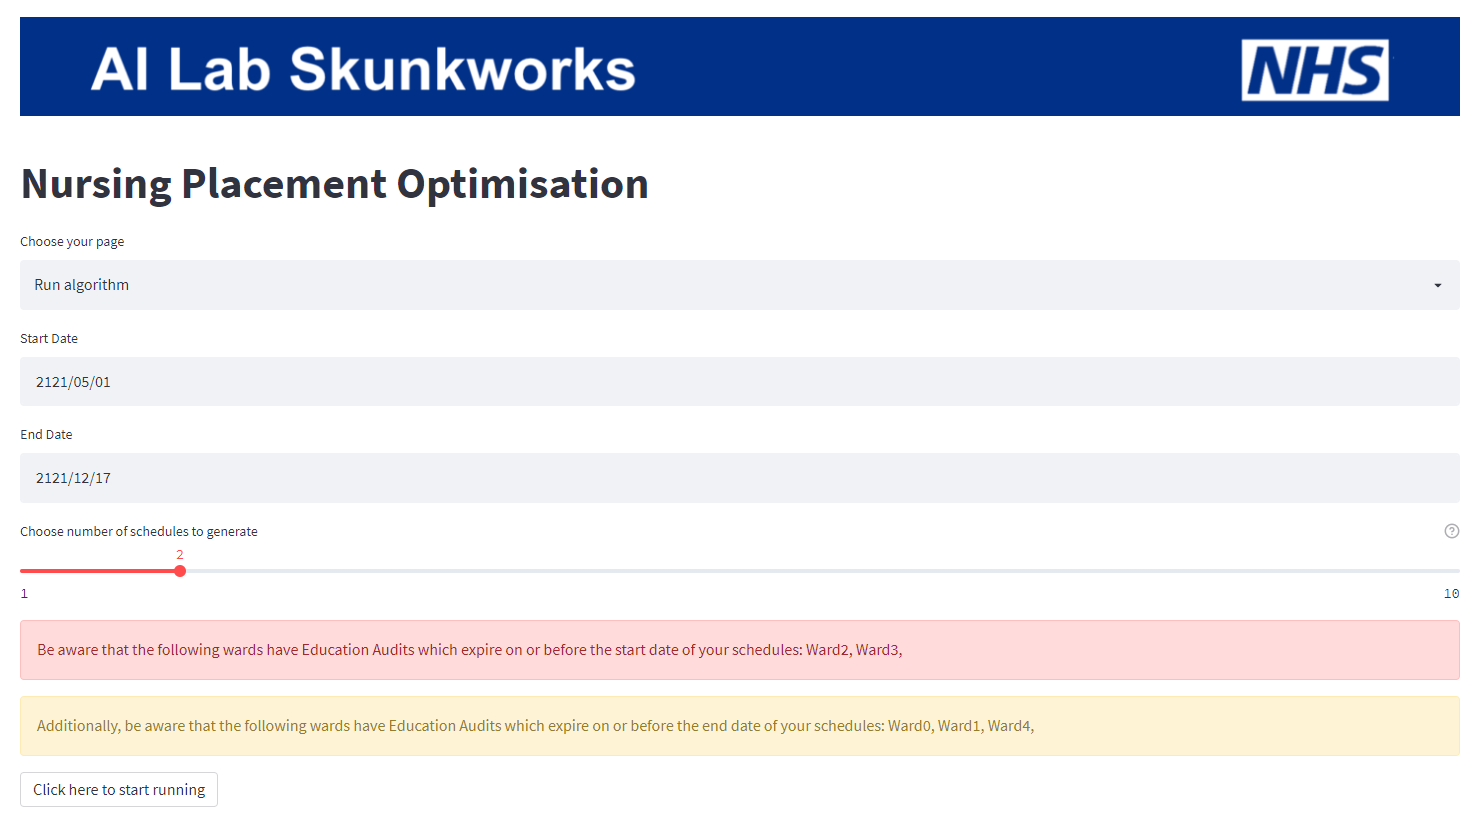 AI Lab Skunkworks
NHS
Nursing Placement Optimisation
Choose your page
Run algorithm
Start Date
2121/05/01
End Date
2121/12/17
Choose number of schedules to generate
2
1
10
Be aware that the following wards have Education Audits which expire on or before the start date of your schedules: Ward2, Ward3,
Additionally, be aware that the following wards have Education Audits which expire on or before the end date of your schedules: Ward0, Ward1, Ward4,
Click here to start running